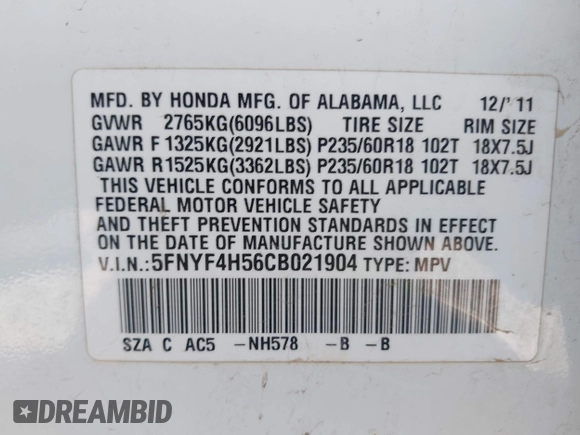 MFD. BY HONDA MFG. OF ALABAMA, LLC 12/'11
GVWR 2765KG(6096LBS) TIRE SIZE RIM SIZE
GAWR F 1325KG(2921LBS) P235/60R18 102T 18X7.5J
GAWR R 1525KG(3362LBS) P235/60R18 102T 18X7.5J
THIS VEHICLE CONFORMS TO ALL APPLICABLE
FEDERAL MOTOR VEHICLE SAFETY
AND THEFT PREVENTION STANDARDS IN EFFECT
ON THE DATE OF MANUFACTURE SHOWN ABOVE.
V.I.N.:5FNYF4H56CB021904 TYPE: MPV
SZA C AC5 -NH578 -B -B
DREAMBID